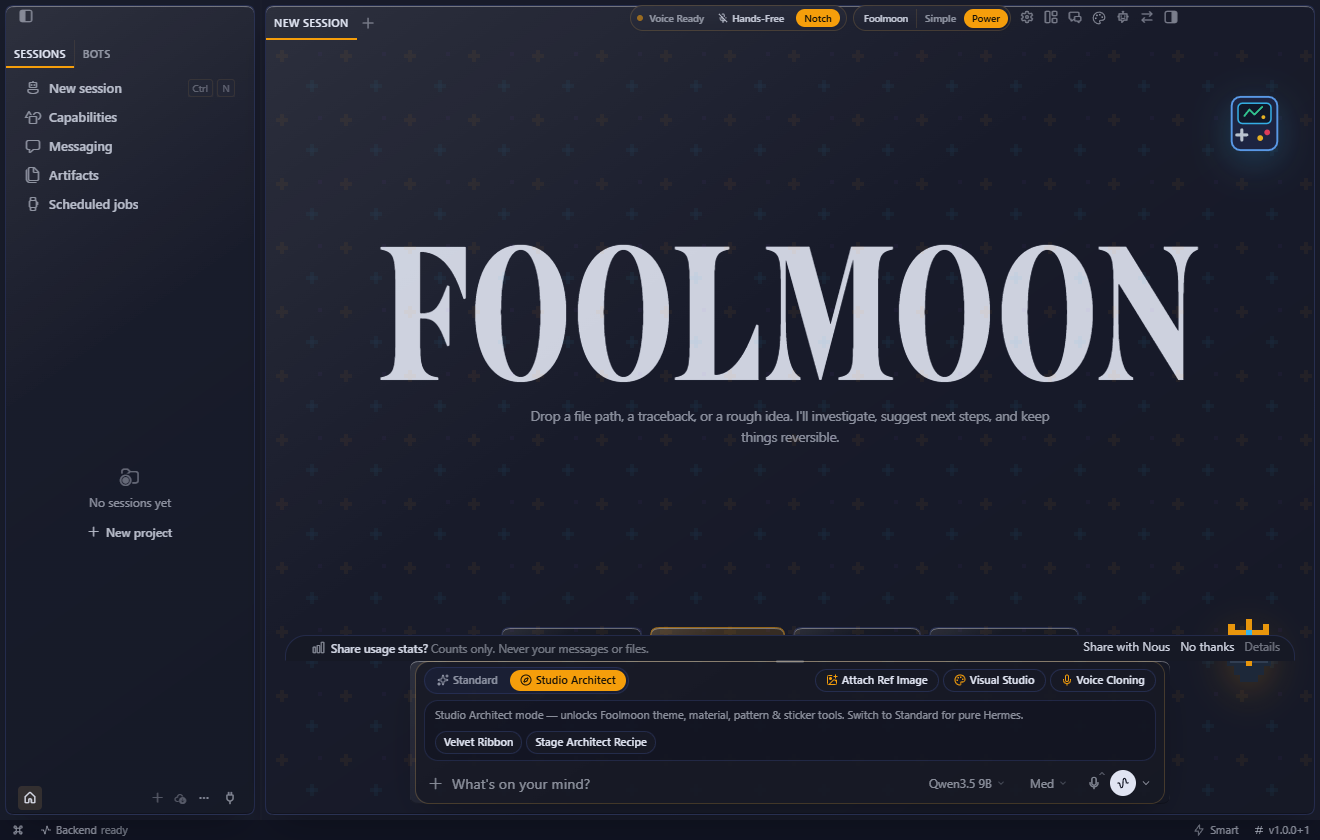 NEW SESSION
Voice Ready
Hands-Free
Notch
Foolmoon
Simple
Power
SESSIONS
BOTS
New session
Ctrl
N
Capabilities
Messaging
Artifacts
Scheduled jobs
No sessions yet
New project
FOOLMOON
Drop a file path, a traceback, or a rough idea. I'll investigate, suggest next steps, and keep
things reversible.
Share usage stats? Counts only. Never your messages or files.
Share with Nous
No thanks
Details
Standard
Studio Architect
Attach Ref Image
Visual Studio
Voice Cloning
Studio Architect mode — unlocks Foolmoon theme, material, pattern & sticker tools. Switch to Standard for pure Hermes.
Velvet Ribbon
Stage Architect Recipe
What's on your mind?
Qwen3.5 9B
Med
Backend ready
Smart
# v1.0.0+1